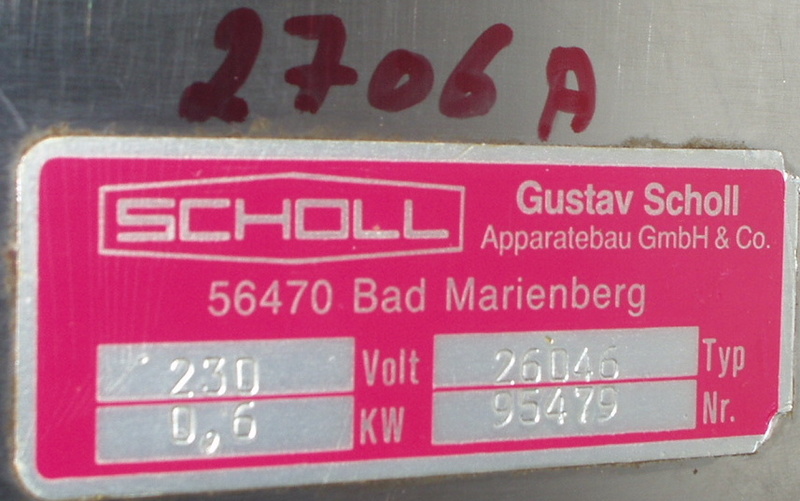 2706A
SCHOLL
Gustav Scholl
Apparatebau GmbH & Co.
56470 Bad Marienberg
230 Volt 26046 Typ
0,6 KW 95479 Nr.